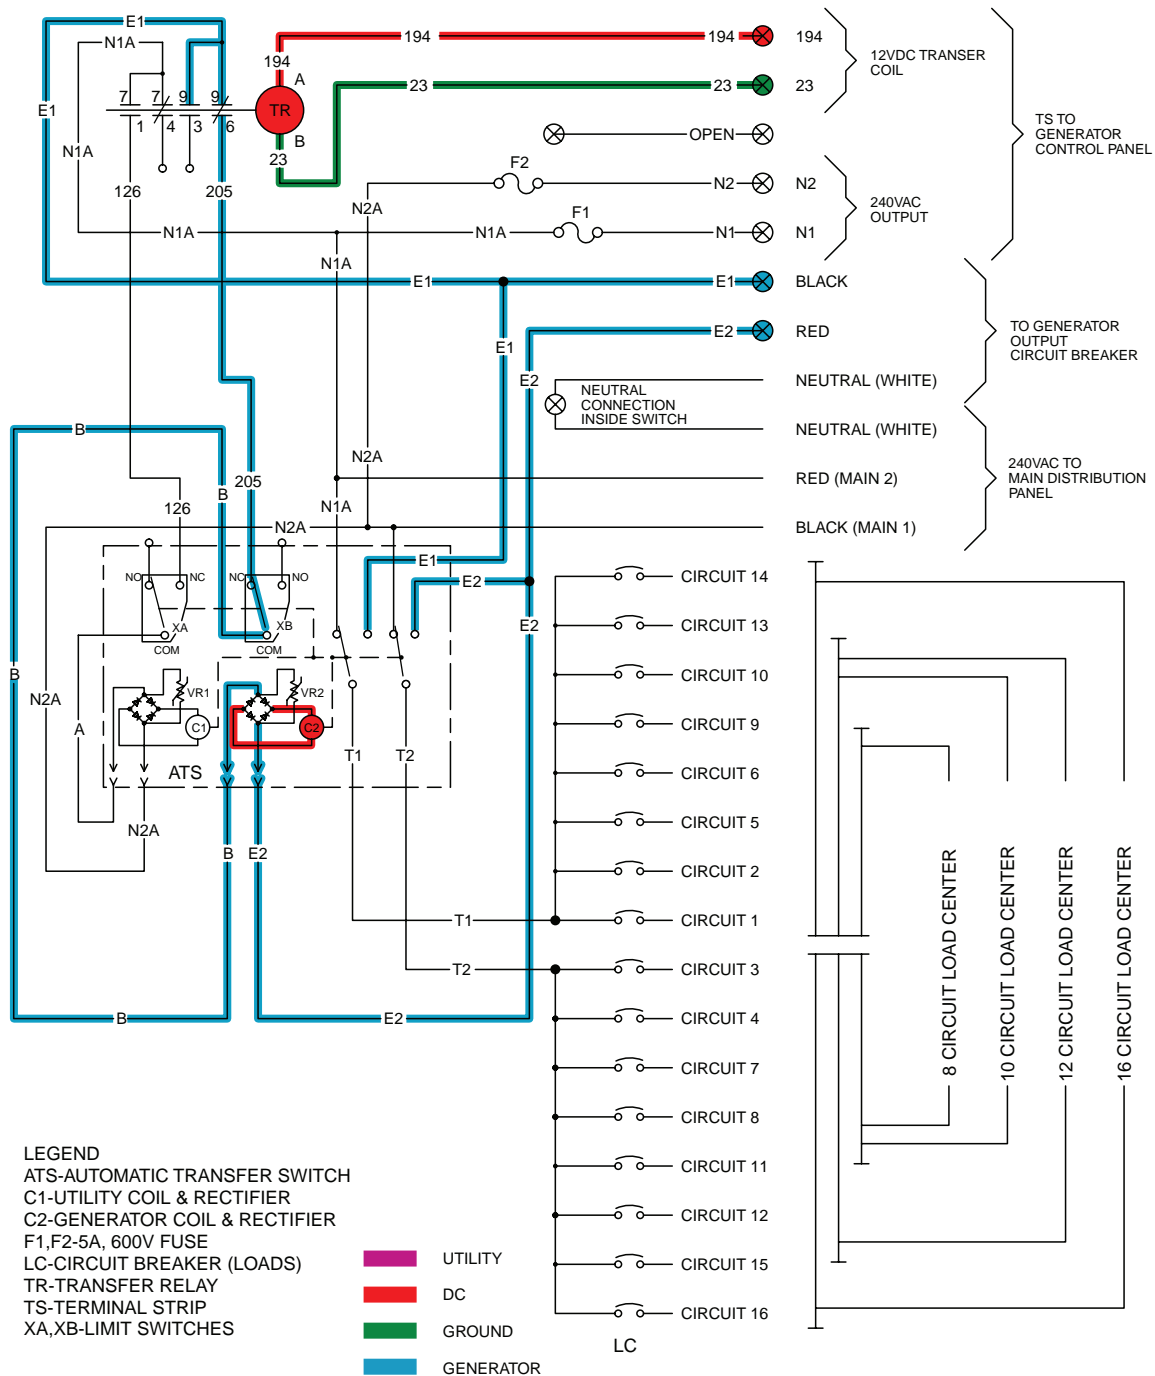 E1
N1A
194
194
194
12VDC TRANSER
COIL
194
A
7
7
9
9
TR
23
23
23
E1
1
4
3
6
B
TS TO
GENERATOR
CONTROL PANEL
OPEN
N1A
23
F2
126
205
N2
N2
N2A
240VAC
OUTPUT
F1
N1A
N1A
N1
N1
N1A
E1
E1
BLACK
E2
RED
TO GENERATOR
OUTPUT
CIRCUIT BREAKER
E1
E2
NEUTRAL
CONNECTION
INSIDE SWITCH
NEUTRAL (WHITE)
B
NEUTRAL (WHITE)
N2A
240VAC TO
MAIN DISTRIBUTION
PANEL
205
B
RED (MAIN 2)
126
N1A
N2A
BLACK (MAIN 1)
E1
NO
NC
NC
NO
E2
CIRCUIT 14
XA
XB
E2
CIRCUIT 13
COM
COM
B
CIRCUIT 10
N2A
VR1
VR2
A
C1
C2
CIRCUIT 9
T1
T2
ATS
CIRCUIT 6
N2A
CIRCUIT 5
B
E2
CIRCUIT 2
T1
CIRCUIT 1
T2
CIRCUIT 3
B
E2
CIRCUIT 4
CIRCUIT 7
CIRCUIT 8
CIRCUIT 11
CIRCUIT 12
CIRCUIT 15
CIRCUIT 16
LC
8 CIRCUIT LOAD CENTER
10 CIRCUIT LOAD CENTER
12 CIRCUIT LOAD CENTER
16 CIRCUIT LOAD CENTER
LEGEND
ATS-AUTOMATIC TRANSFER SWITCH
C1-UTILITY COIL & RECTIFIER
C2-GENERATOR COIL & RECTIFIER
F1,F2-5A, 600V FUSE
LC-CIRCUIT BREAKER (LOADS)
TR-TRANSFER RELAY
TS-TERMINAL STRIP
XA,XB-LIMIT SWITCHES
UTILITY
DC
GROUND
GENERATOR